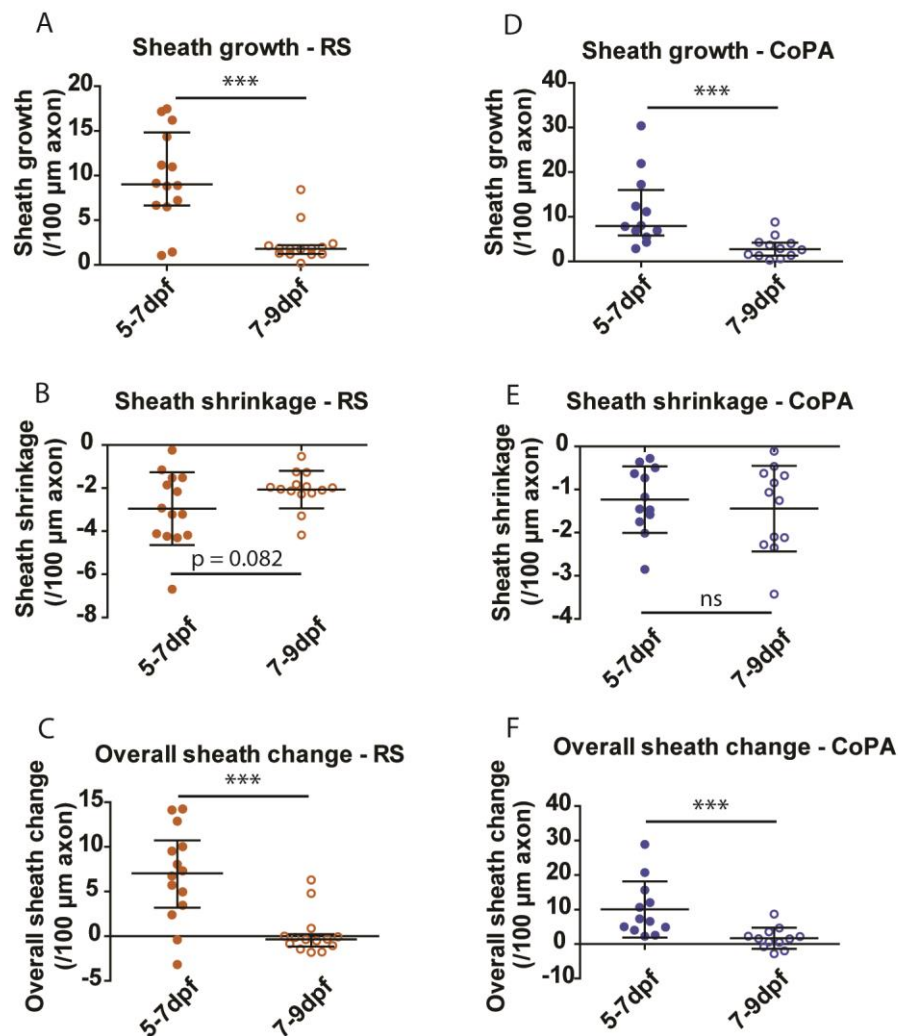 A
Sheath growth - RS
Sheath growth
(/100 µm axon)
20
15
10
5
0
***
5-7dpf
7-9dpf
B
Sheath shrinkage - RS
Sheath shrinkage
(/100 µm axon)
0
-2
-4
-6
-8
p = 0.082
5-7dpf
7-9dpf
C
Overall sheath change - RS
Overall sheath change
(/100 µm axon)
15
10
5
0
-5
***
5-7dpf
7-9dpf
D
Sheath growth - CoPA
Sheath growth
(/100 µm axon)
40
30
20
10
0
***
5-7dpf
7-9dpf
E
Sheath shrinkage - CoPA
Sheath shrinkage
(/100 µm axon)
0
-1
-2
-3
-4
ns
5-7dpf
7-9dpf
F
Overall sheath change - CoPA
Overall sheath change
(/100 µm axon)
40
30
20
10
0
-10
***
5-7dpf
7-9dpf